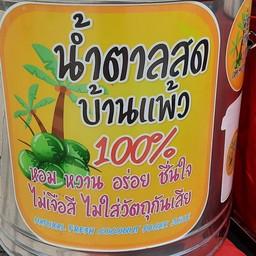 น้ำตาลสด
บ้านแพ้ว
100%
หอม หวาน อร่อย ชื่นใจ
ไม่เจือสี ไม่ใส่วัตถุกันเสีย
NATURAL FRESH COCONUT SUGAR JUICE